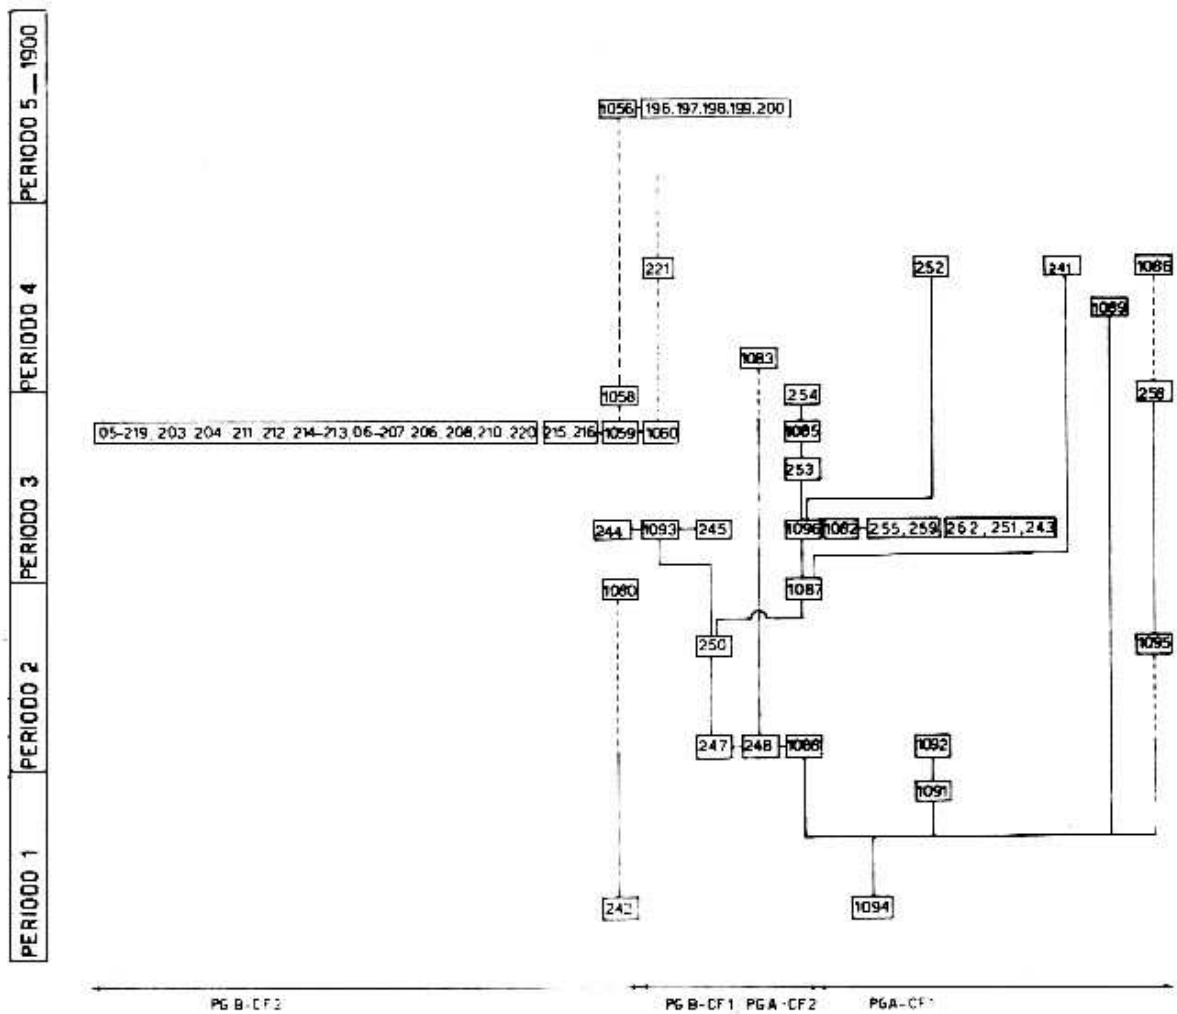 PERIODO 5 — 1900
1056 196.197.198.199.200
PERIODO 4
221 252 241 1086
1089
1083
1058 254 258
05-219, 203 204 211 212 214-213, 06-207 206, 208, 210, 220 215, 216 1059 1060 1085
253
PERIODO 3
244 1093 245 1096 1082 255, 259 262, 251, 243
1080 1087
250 1095
PERIODO 2
247 248 1088 1092
1091
PERIODO 1
242 1094
PG B-CF2 PG B-CF1 PGA-CF2 PGA-CF1